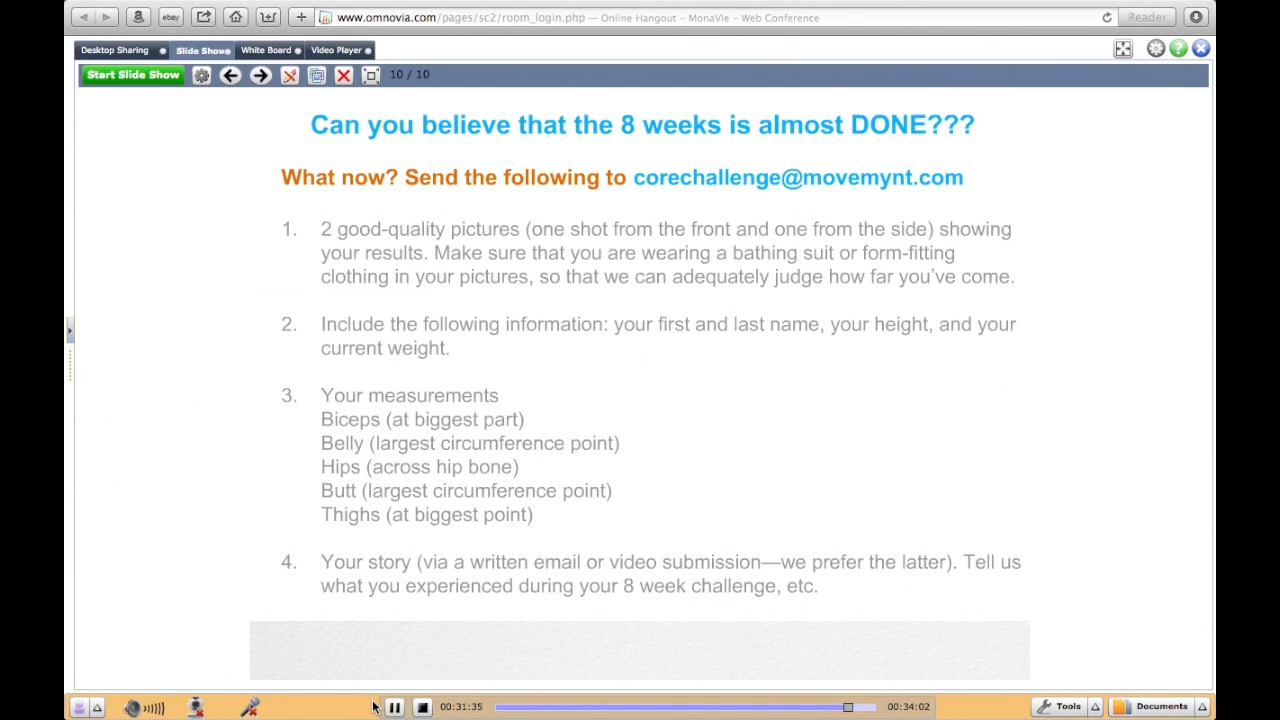 ebay
www.omnovia.com/pages/sc2/room_login.php — Online Hangout – MonaVie – Web Conference
Reader
Desktop Sharing
Slide Show
White Board
Video Player
Start Slide Show
10 / 10
Can you believe that the 8 weeks is almost DONE???
What now? Send the following to corechallenge@movemynt.com
1. 2 good-quality pictures (one shot from the front and one from the side) showing
your results. Make sure that you are wearing a bathing suit or form-fitting
clothing in your pictures, so that we can adequately judge how far you’ve come.
2. Include the following information: your first and last name, your height, and your
current weight.
3. Your measurements
Biceps (at biggest part)
Belly (largest circumference point)
Hips (across hip bone)
Butt (largest circumference point)
Thighs (at biggest point)
4. Your story (via a written email or video submission—we prefer the latter). Tell us
what you experienced during your 8 week challenge, etc.
00:31:35
00:34:02
Tools
Documents